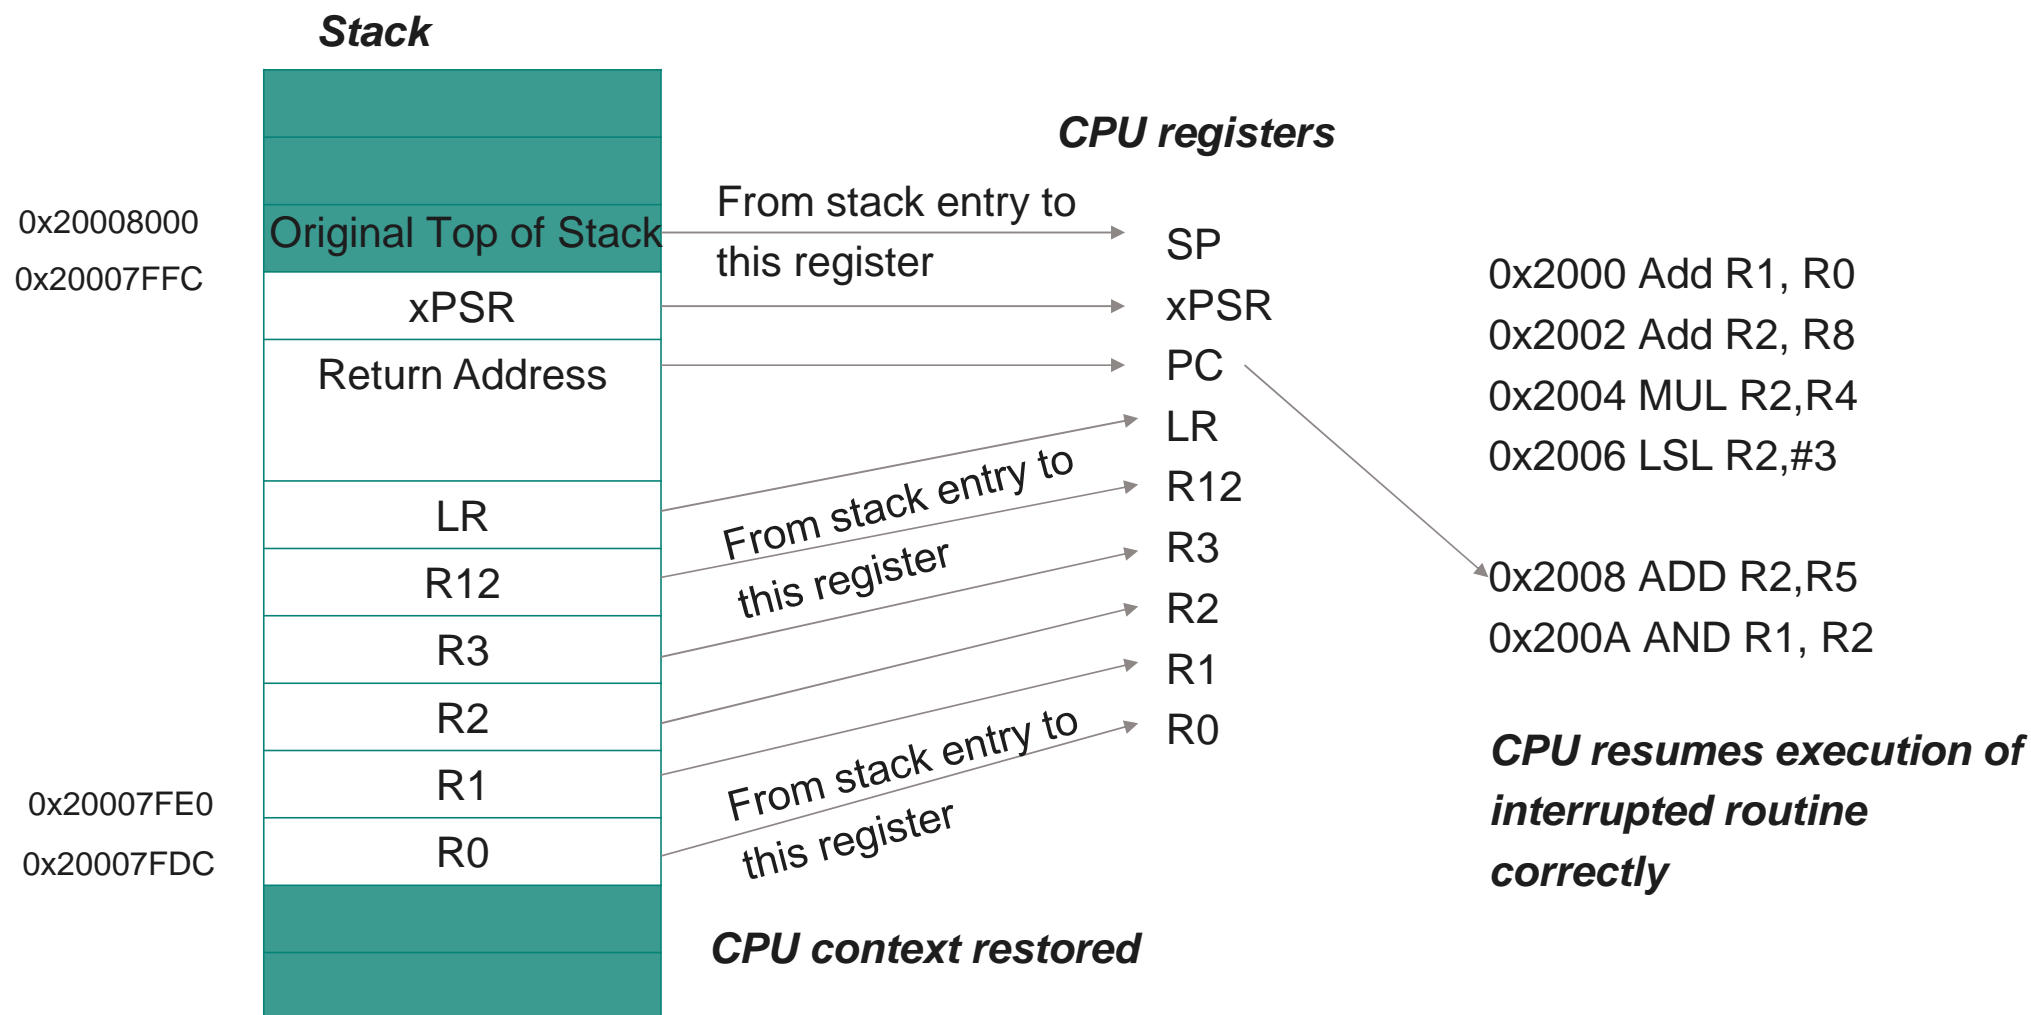 Stack
CPU registers
0x20008000
0x20007FFC
0x20007FE0
0x20007FDC
Original Top of Stack
xPSR
Return Address
LR
R12
R3
R2
R1
R0
From stack entry to
this register
From stack entry to
this register
From stack entry to
this register
CPU context restored
SP
xPSR
PC
LR
R12
R3
R2
R1
R0
0x2000 Add R1, R0
0x2002 Add R2, R8
0x2004 MUL R2,R4
0x2006 LSL R2,#3
0x2008 ADD R2,R5
0x200A AND R1, R2
CPU resumes execution of
interrupted routine
correctly